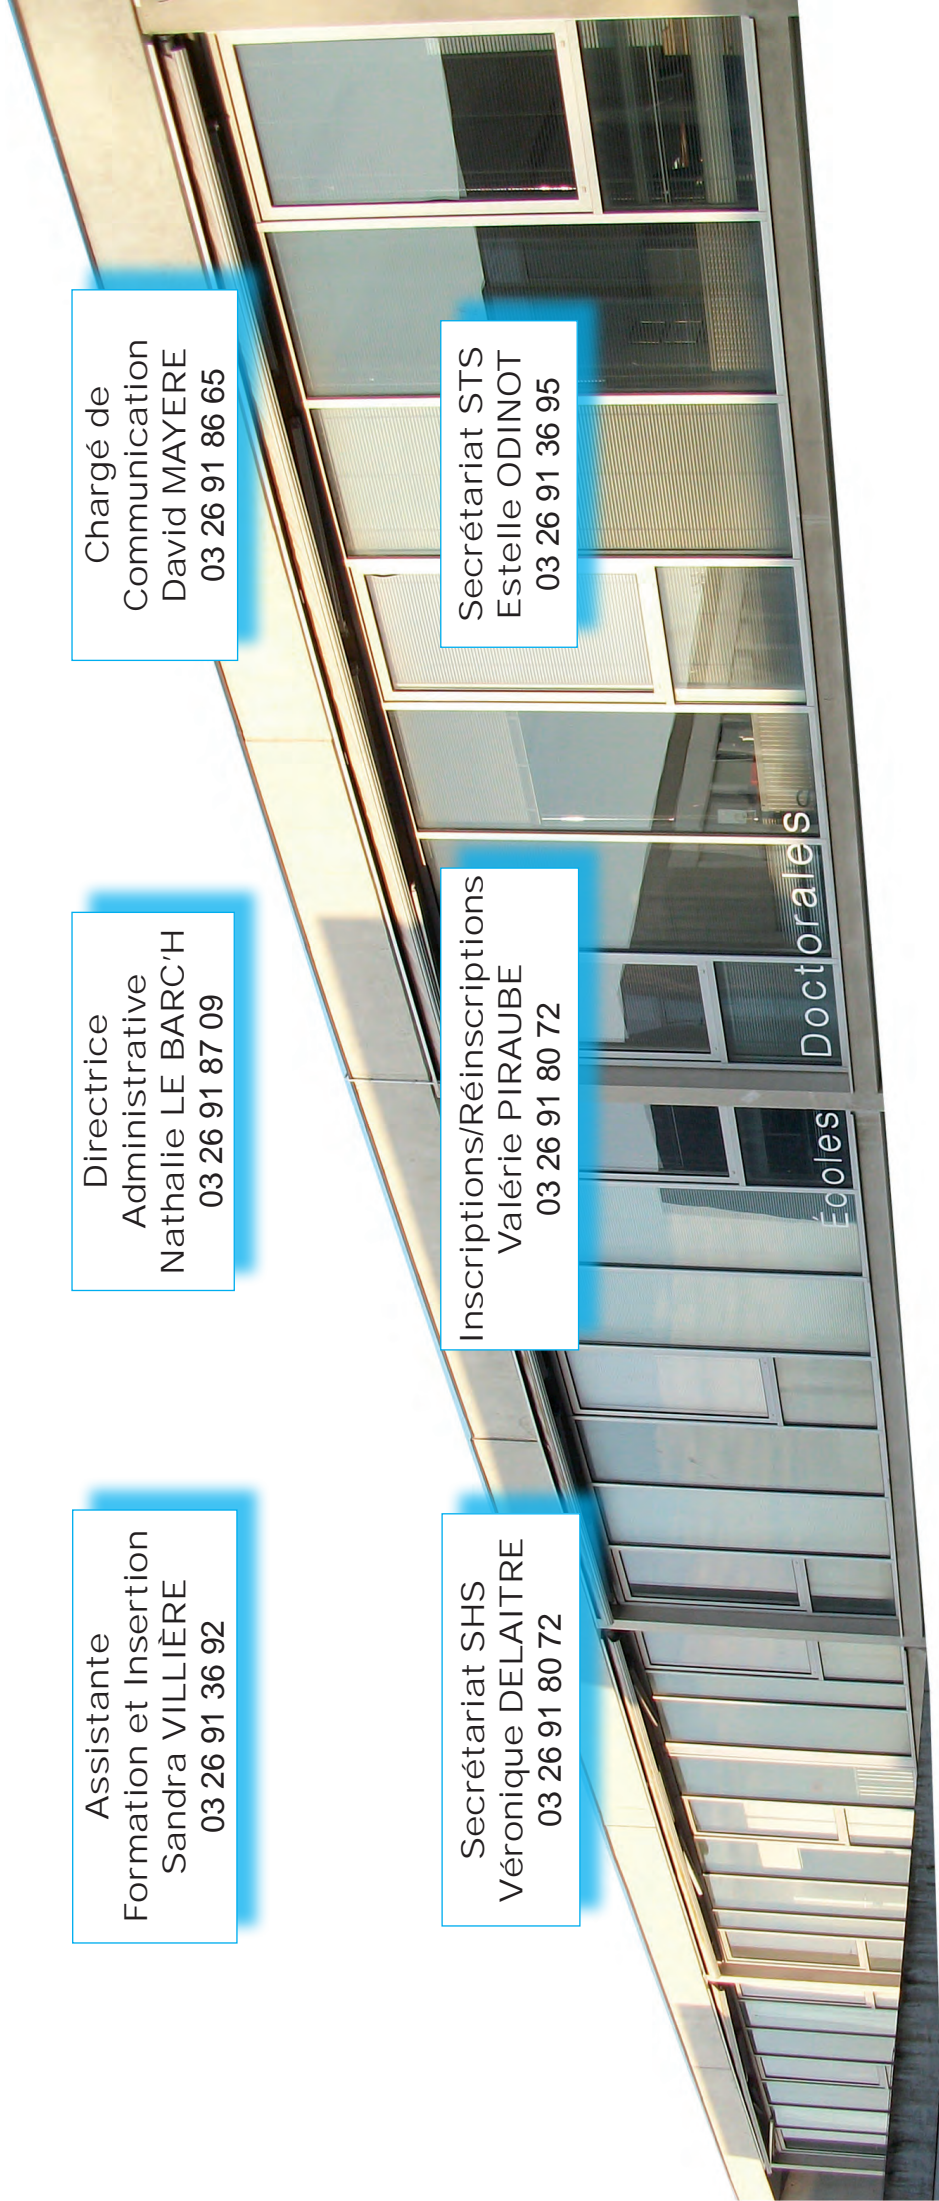 Assistante
Formation et Insertion
Sandra VILLIÈRE
03 26 91 36 92
Directrice
Administrative
Nathalie LE BARC'H
03 26 91 87 09
Chargé de
Communication
David MAYERE
03 26 91 86 65
Secrétariat SHS
Véronique DELAITRE
03 26 91 80 72
Inscriptions/Réinscriptions
Valérie PIRAUBE
03 26 91 80 72
Secrétariat STS
Estelle ODINOT
03 26 91 36 95
Écoles Doctorales